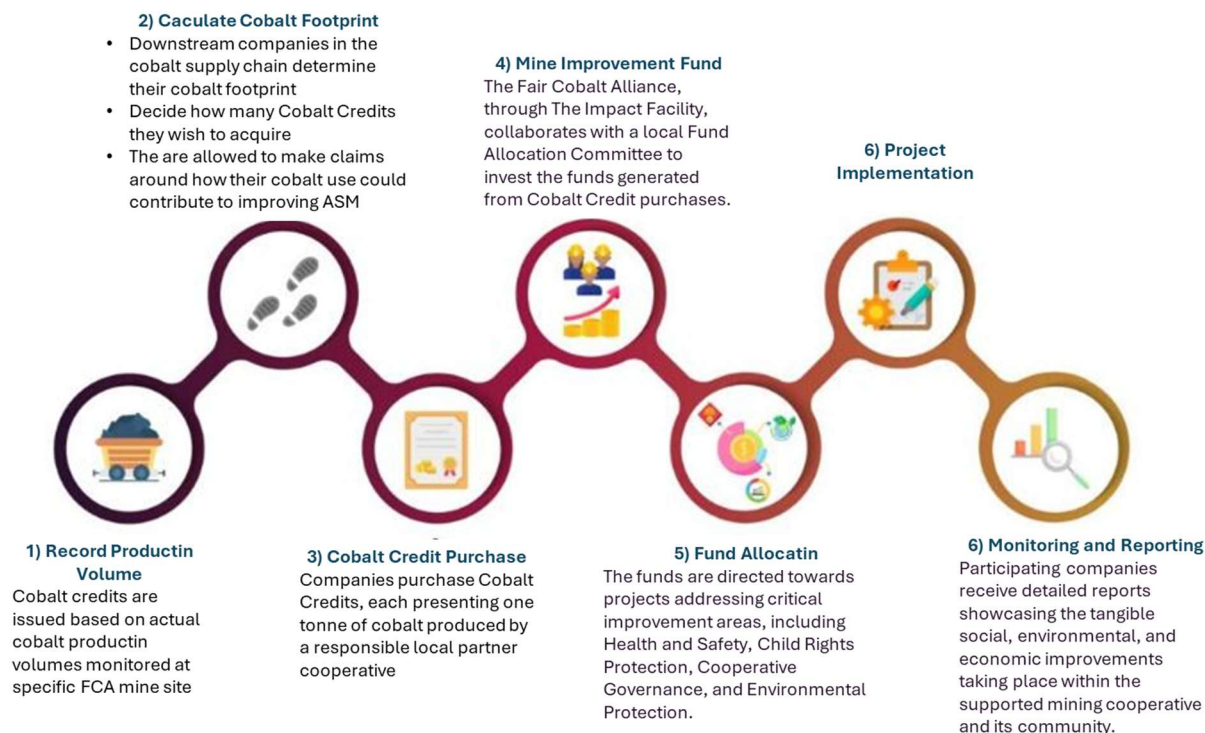 1) Record Productin
Volume
Cobalt credits are
issued based on actual
cobalt productin
volumes monitored at
specific FCA mine site
2) Caculate Cobalt Footprint
• Downstream companies in the
cobalt supply chain determine
their cobalt footprint
• Decide how many Cobalt Credits
they wish to acquire
• The are allowed to make claims
around how their cobalt use could
contribute to improving ASM
3) Cobalt Credit Purchase
Companies purchase Cobalt
Credits, each presenting one
tonne of cobalt produced by
a responsible local partner
cooperative
4) Mine Improvement Fund
The Fair Cobalt Alliance,
through The Impact Facility,
collaborates with a local Fund
Allocation Committee to
invest the funds generated
from Cobalt Credit purchases.
5) Fund Allocatin
The funds are directed towards
projects addressing critical
improvement areas, including
Health and Safety, Child Rights
Protection, Cooperative
Governance, and Environmental
Protection.
6) Project
Implementation
6) Monitoring and Reporting
Participating companies
receive detailed reports
showcasing the tangible
social, environmental, and
economic improvements
taking place within the
supported mining cooperative
and its community.